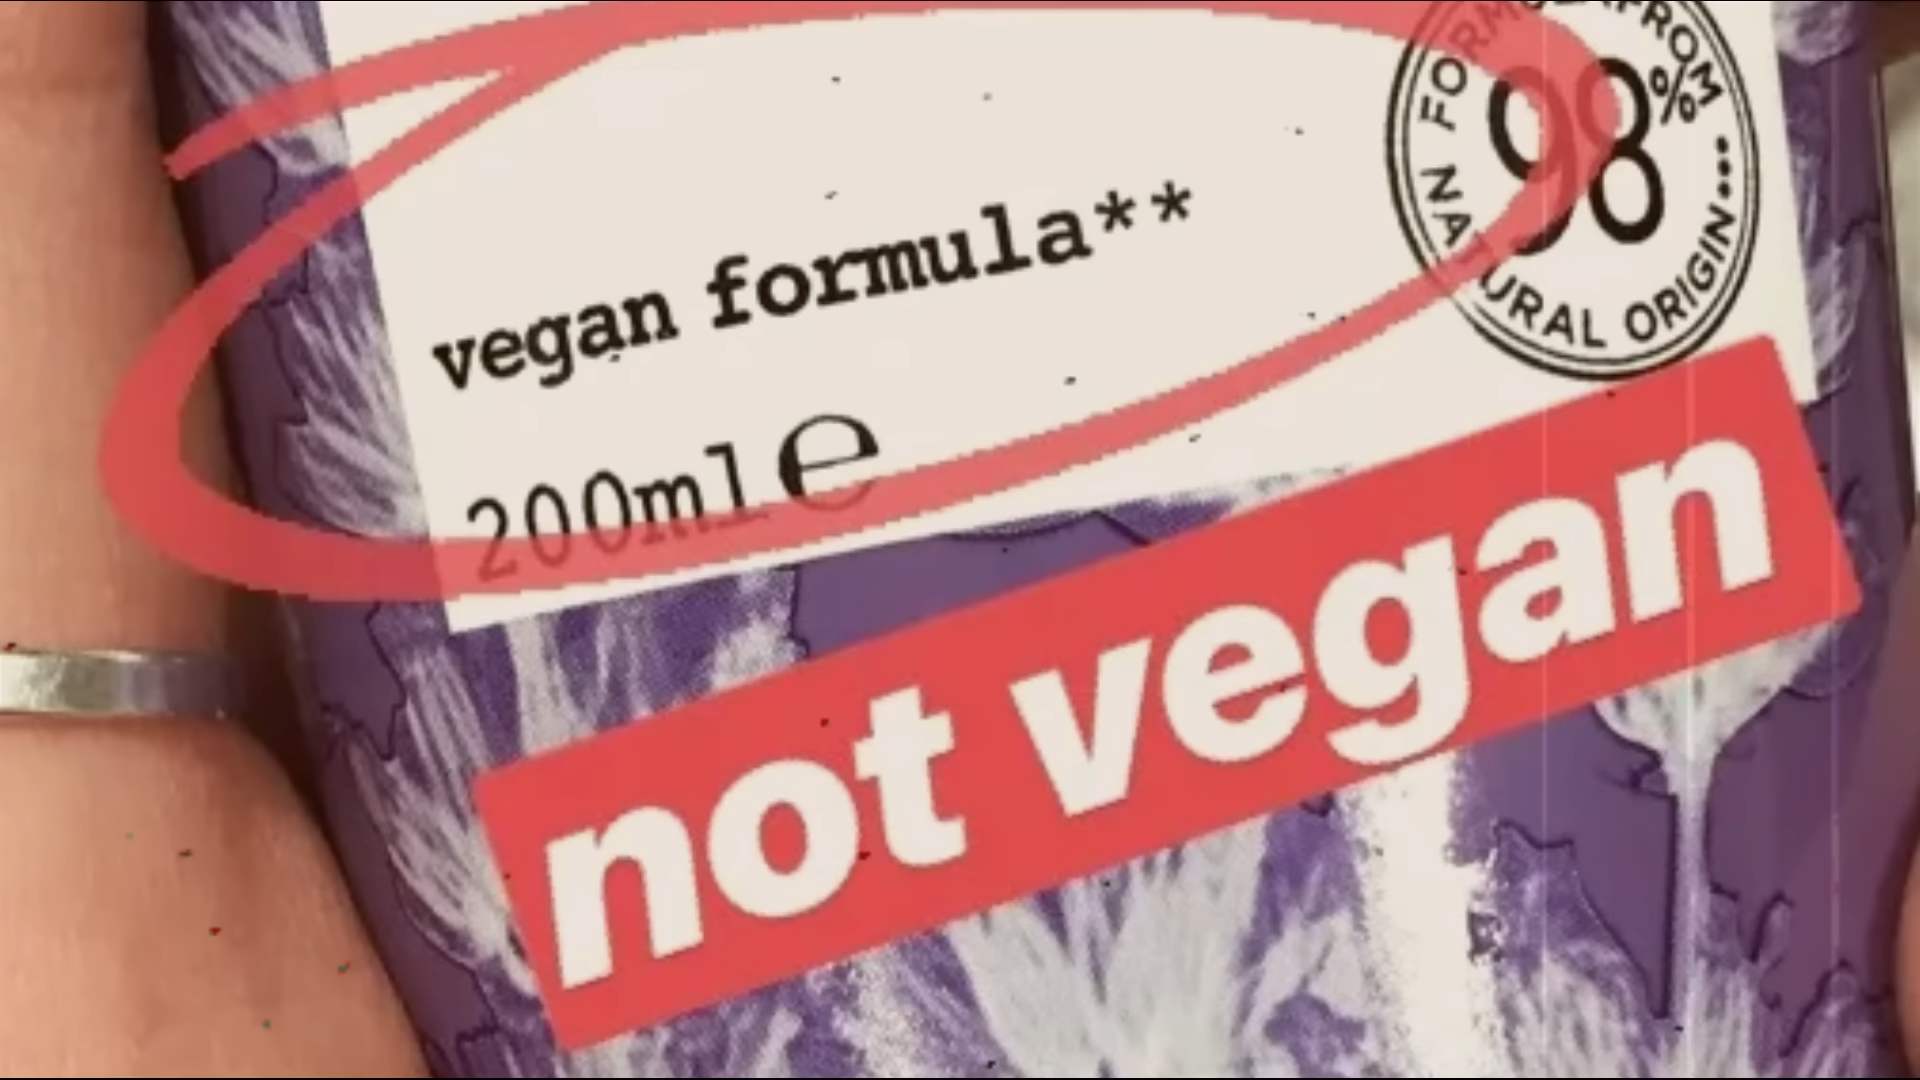 FORMULA FROM
98%
NATURAL ORIGIN...
vegan formula**
200ml e
not vegan